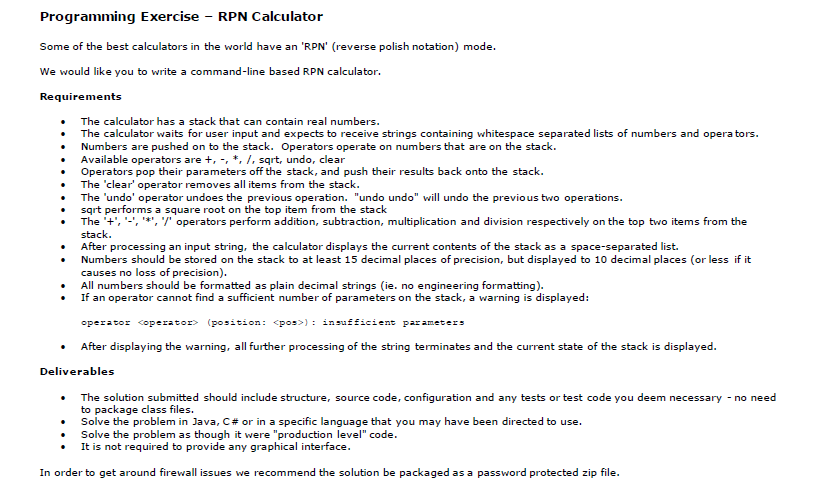 Programming Exercise – RPN Calculator
Some of the best calculators in the world have an 'RPN' (reverse polish notation) mode.
We would like you to write a command-line based RPN calculator.
Requirements
• The calculator has a stack that can contain real numbers.
• The calculator waits for user input and expects to receive strings containing whitespace separated lists of numbers and operators.
• Numbers are pushed on to the stack. Operators operate on numbers that are on the stack.
• Available operators are +, -, *, /, sqrt, undo, clear
• Operators pop their parameters off the stack, and push their results back onto the stack.
• The 'clear' operator removes all items from the stack.
• The 'undo' operator undoes the previous operation. "undo undo" will undo the previous two operations.
• sqrt performs a square root on the top item from the stack
• The '+', '-', '*', '/' operators perform addition, subtraction, multiplication and division respectively on the top two items from the
stack.
• After processing an input string, the calculator displays the current contents of the stack as a space-separated list.
• Numbers should be stored on the stack to at least 15 decimal places of precision, but displayed to 10 decimal places (or less if it
causes no loss of precision).
• All numbers should be formatted as plain decimal strings (ie. no engineering formatting).
• If an operator cannot find a sufficient number of parameters on the stack, a warning is displayed:
operator <operator> (position: <pos>): insufficient parameters
• After displaying the warning, all further processing of the string terminates and the current state of the stack is displayed.
Deliverables
• The solution submitted should include structure, source code, configuration and any tests or test code you deem necessary - no need
to package class files.
• Solve the problem in Java, C# or in a specific language that you may have been directed to use.
• Solve the problem as though it were "production level" code.
• It is not required to provide any graphical interface.
In order to get around firewall issues we recommend the solution be packaged as a password protected zip file.